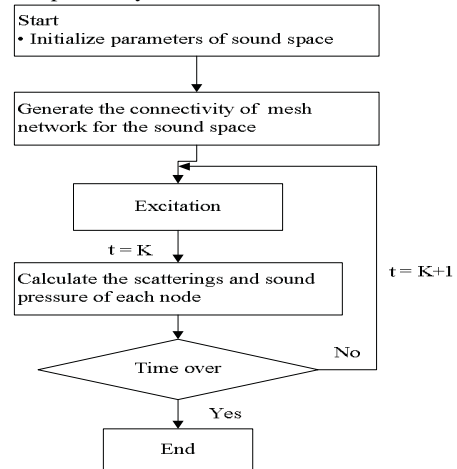 Start
• Initialize parameters of sound space
Generate the connectivity of mesh
network for the sound space
Excitation
t = K
Calculate the scatterings and sound
pressure of each node
t = K+1
Time over
No
Yes
End